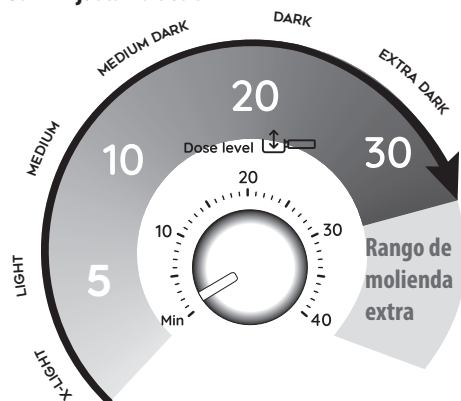 X-LIGHT
LIGHT
MEDIUM
MEDIUM DARK
DARK
EXTRA DARK
5
10
20
30
Dose level
Min
10
20
30
40
Rango de
molienda
extra